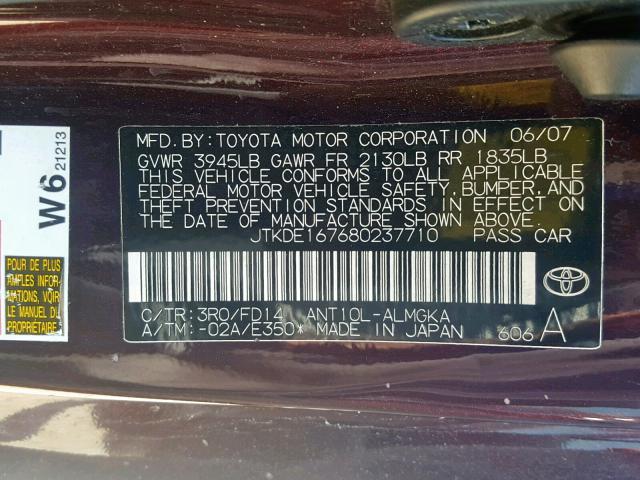 MFD.BY:TOYOTA MOTOR CORPORATION 06/07
GVWR 3945LB GAWR FR 2130LB RR 1835LB
THIS VEHICLE CONFORMS TO ALL APPLICABLE
FEDERAL MOTOR VEHICLE SAFETY,BUMPER,AND
THEFT PREVENTION STANDARDS IN EFFECT ON
THE DATE OF MANUFACTURE SHOWN ABOVE.
JTKDE167680237710 PASS CAR
C/TR:3R0/FD14 ANT10L-ALMGKA
A/TM:-02A/E350* MADE IN JAPAN 606 A
W6
21213
POUR DE PLUS
AMPLES INFOR-
MATIONS, VOIR
LE MANUEL DU
PROPRIÉTAIRE.